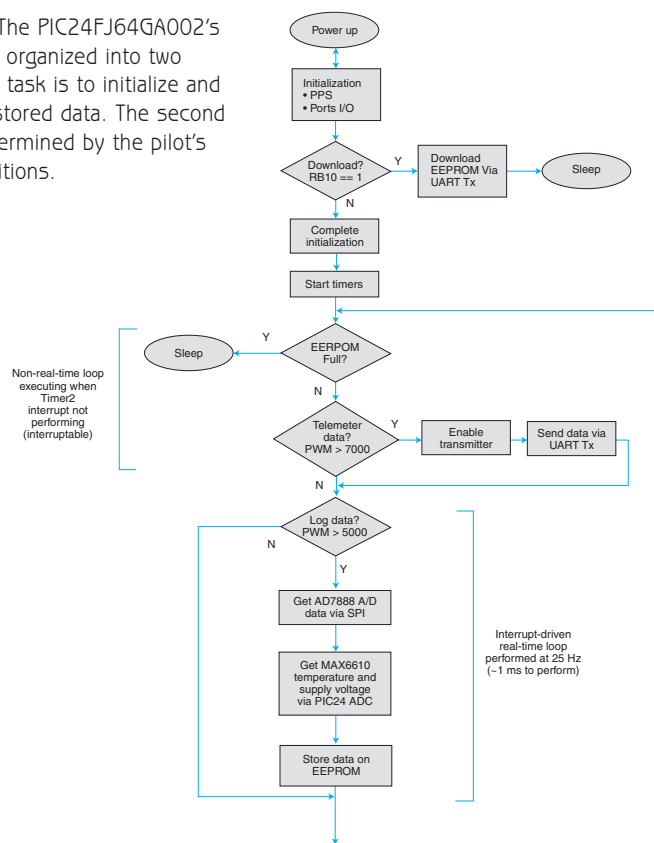 The PIC24FJ64GA002's
organized into two
task is to initialize and
stored data. The second
ermined by the pilot's
itions.
Power up
Initialization
• PPS
• Ports I/O
Download?
RB10 == 1
Y
Download
EEPROM Via
UART Tx
Sleep
N
Complete
initialization
Start timers
Y
Sleep
EERPOM
Full?
Non-real-time loop
executing when
Timer2
interrupt not
performing
(interruptable)
N
Telemeter
data?
PWM > 7000
Y
Enable
transmitter
Send data via
UART Tx
N
Log data?
PWM > 5000
N
Y
Get AD7888 A/D
data via SPI
Interrupt-driven
real-time loop
performed at 25 Hz
(~1 ms to perform)
Get MAX6610
temperature and
supply voltage
via PIC24 ADC
Store data on
EEPROM